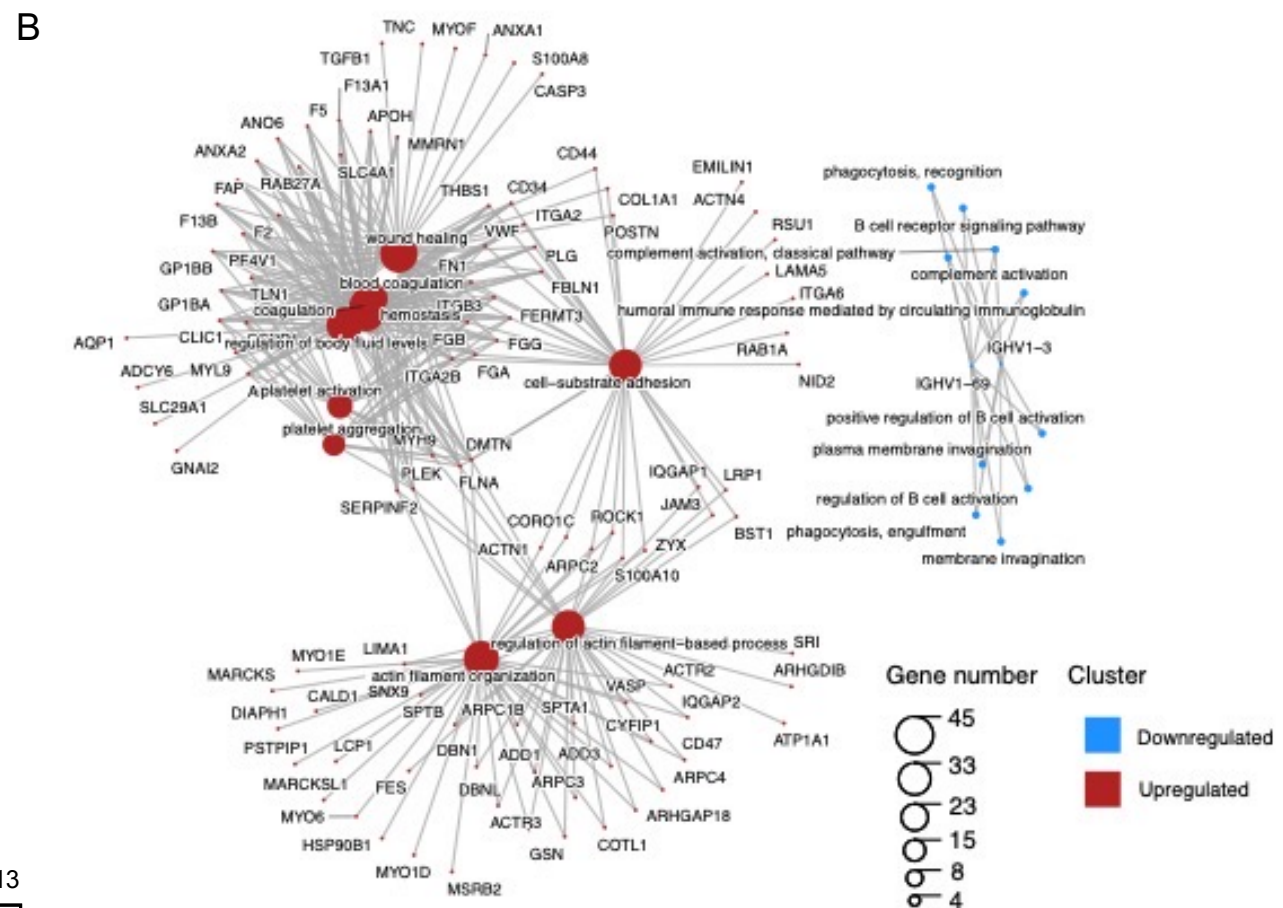 B
TNC
MYOF
ANXA1
TGFB1
S100A8
F13A1
CASP3
F5
APOH
ANO6
MMRN1
ANXA2
CD44
SLC4A1
EMILIN1
phagocytosis, recognition
FAP
RAB27A
THBS1
CD34
COL1A1
ACTN4
F13B
ITGA2
RSU1
B cell receptor signaling pathway
F2
wound healing
VWF
POSTN
complement activation, classical pathway
GP1BB
PF4V1
FN1
PLG
LAMA5
complement activation
blood coagulation
FBLN1
TLN1
ITGA6
GP1BA
coagulation
ITGB3
hemostasis
FERMT3
humoral immune response mediated by circulating immunoglobulin
AQP1
CLIC1
regulation of body fluid levels
FGB
FGG
RAB1A
IGHV1-3
ADCY6
MYL9
ITGA2B
FGA
cell-substrate adhesion
NID2
IGHV1-69
A
platelet activation
SLC29A1
positive regulation of B cell activation
platelet aggregation
MYH9
DMTN
plasma membrane invagination
GNAI2
PLEK
FLNA
IQGAP1
LRP1
SERPINF2
JAM3
regulation of B cell activation
CORO1C
ROCK1
BST1
phagocytosis, engulfment
ACTN1
ZYX
ARPC2
S100A10
membrane invagination
LIMA1
regulation of actin filament-based process
SRI
MYO1E
MARCKS
actin filament organization
ACTR2
ARHGDIB
CALD1
SNX9
VASP
IQGAP2
DIAPH1
SPTB
ARPC1B
SPTA1
CYFIP1
ATP1A1
PSTPIP1
LCP1
DBN1
ADD1
ADD3
CD47
MARCKSL1
FES
DBNL
ARPC3
ARPC4
MYO6
ACTR3
ARHGAP18
HSP90B1
GSN
COTL1
MYO1D
MSRB2
Gene number
45
33
23
15
8
4
Cluster
Downregulated
Upregulated
13